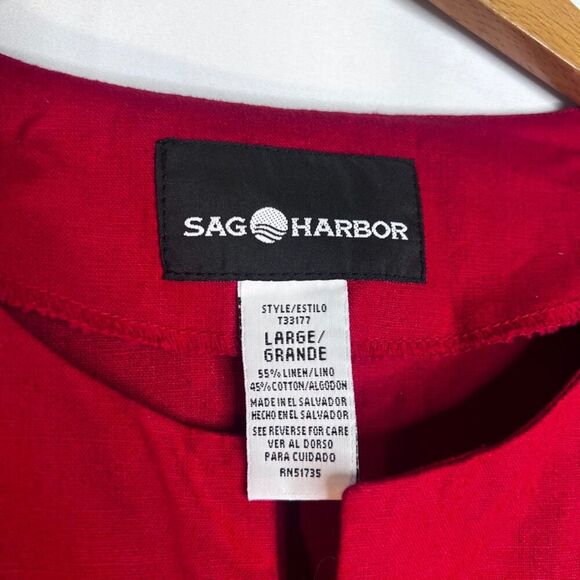 SAG HARBOR
STYLE/ESTILO
T33177
LARGE/
GRANDE
55% LINEN/LINO
45% COTTON/ALGODON
MADE IN EL SALVADOR
HECHO EN EL SALVADOR
SEE REVERSE FOR CARE
VER AL DORSO
PARA CUIDADO
RN51735